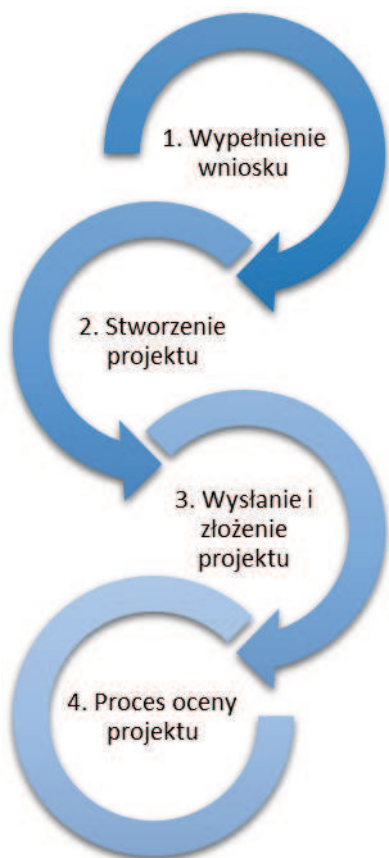 1. Wypełnienie
wniosku
2. Stworzenie
projektu
3. Wysłanie i
złożenie
projektu
4. Proces oceny
projektu